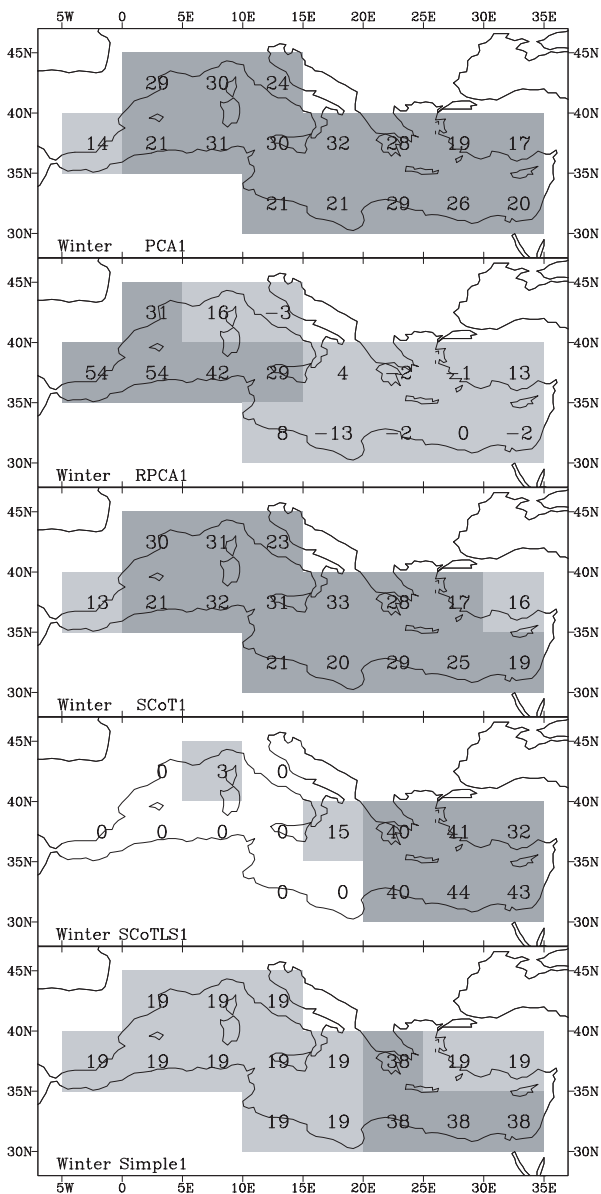 5W 0 5E 10E 15E 20E 25E 30E 35E
45N 45N
29 30 24
40N 40N
14 21 31 30 32 28 19 17
35N 35N
21 21 29 26 20
30N 30N
Winter PCA1
45N 45N
31 16 −3
40N 40N
54 54 42 29 4 −2 −1 13
35N 35N
8 −13 −2 0 −2
30N 30N
Winter RPCA1
45N 45N
30 31 23
40N 40N
13 21 32 31 33 28 17 16
35N 35N
21 20 29 25 19
30N 30N
Winter SCoT1
45N 45N
0 3 0
40N 40N
0 0 0 0 15 40 41 32
35N 35N
0 0 40 44 43
30N 30N
Winter SCoTLS1
45N 45N
19 19 19
40N 40N
19 19 19 19 19 38 19 19
35N 35N
19 19 38 38 38
30N 30N
Winter Simple1
5W 0 5E 10E 15E 20E 25E 30E 35E